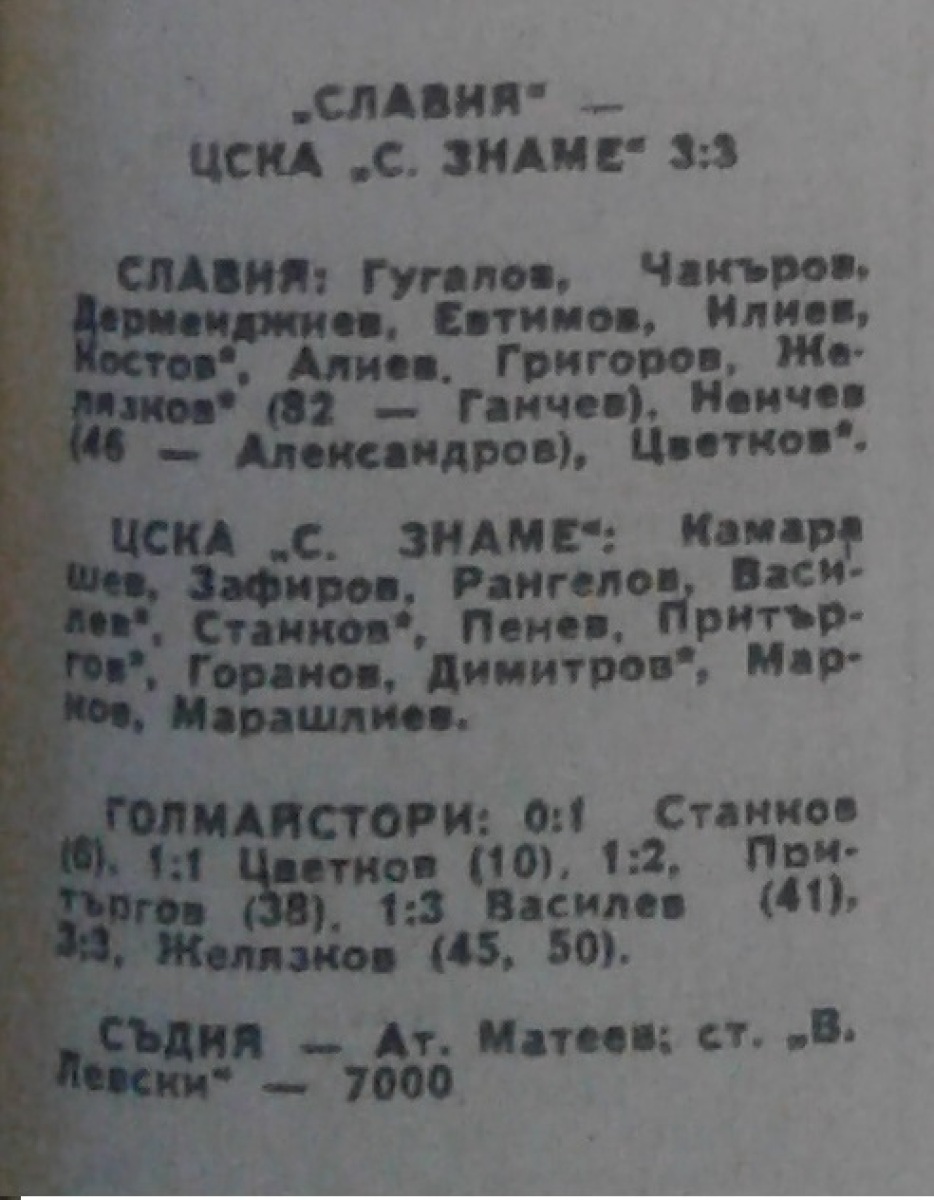 „СЛАВИЯ“ —
ЦСКА „С. ЗНАМЕ“ 3:3
СЛАВИЯ: Гугалов, Чакъров,
Дерменджиев, Евтимов, Илиев,
Костов*, Алиев, Григоров, Же-
лязков* (82 — Ганчев), Ненчев
(46 — Александров), Цветков*.
ЦСКА „С. ЗНАМЕ“: Камара
шев, Зафиров, Рангелов, Васи-
лев*, Станков*, Пенев, Притър-
гов*, Горанов, Димитров*, Мар-
ков, Марашлиев.
ГОЛМАЙСТОРИ: 0:1 Станков
(6), 1:1 Цветков (10), 1:2, При-
търгов (38), 1:3 Василев (41),
3:3, Желязков (45, 50).
СЪДИЯ — Ат. Матеев; ст. „В.
Левски“ — 7000